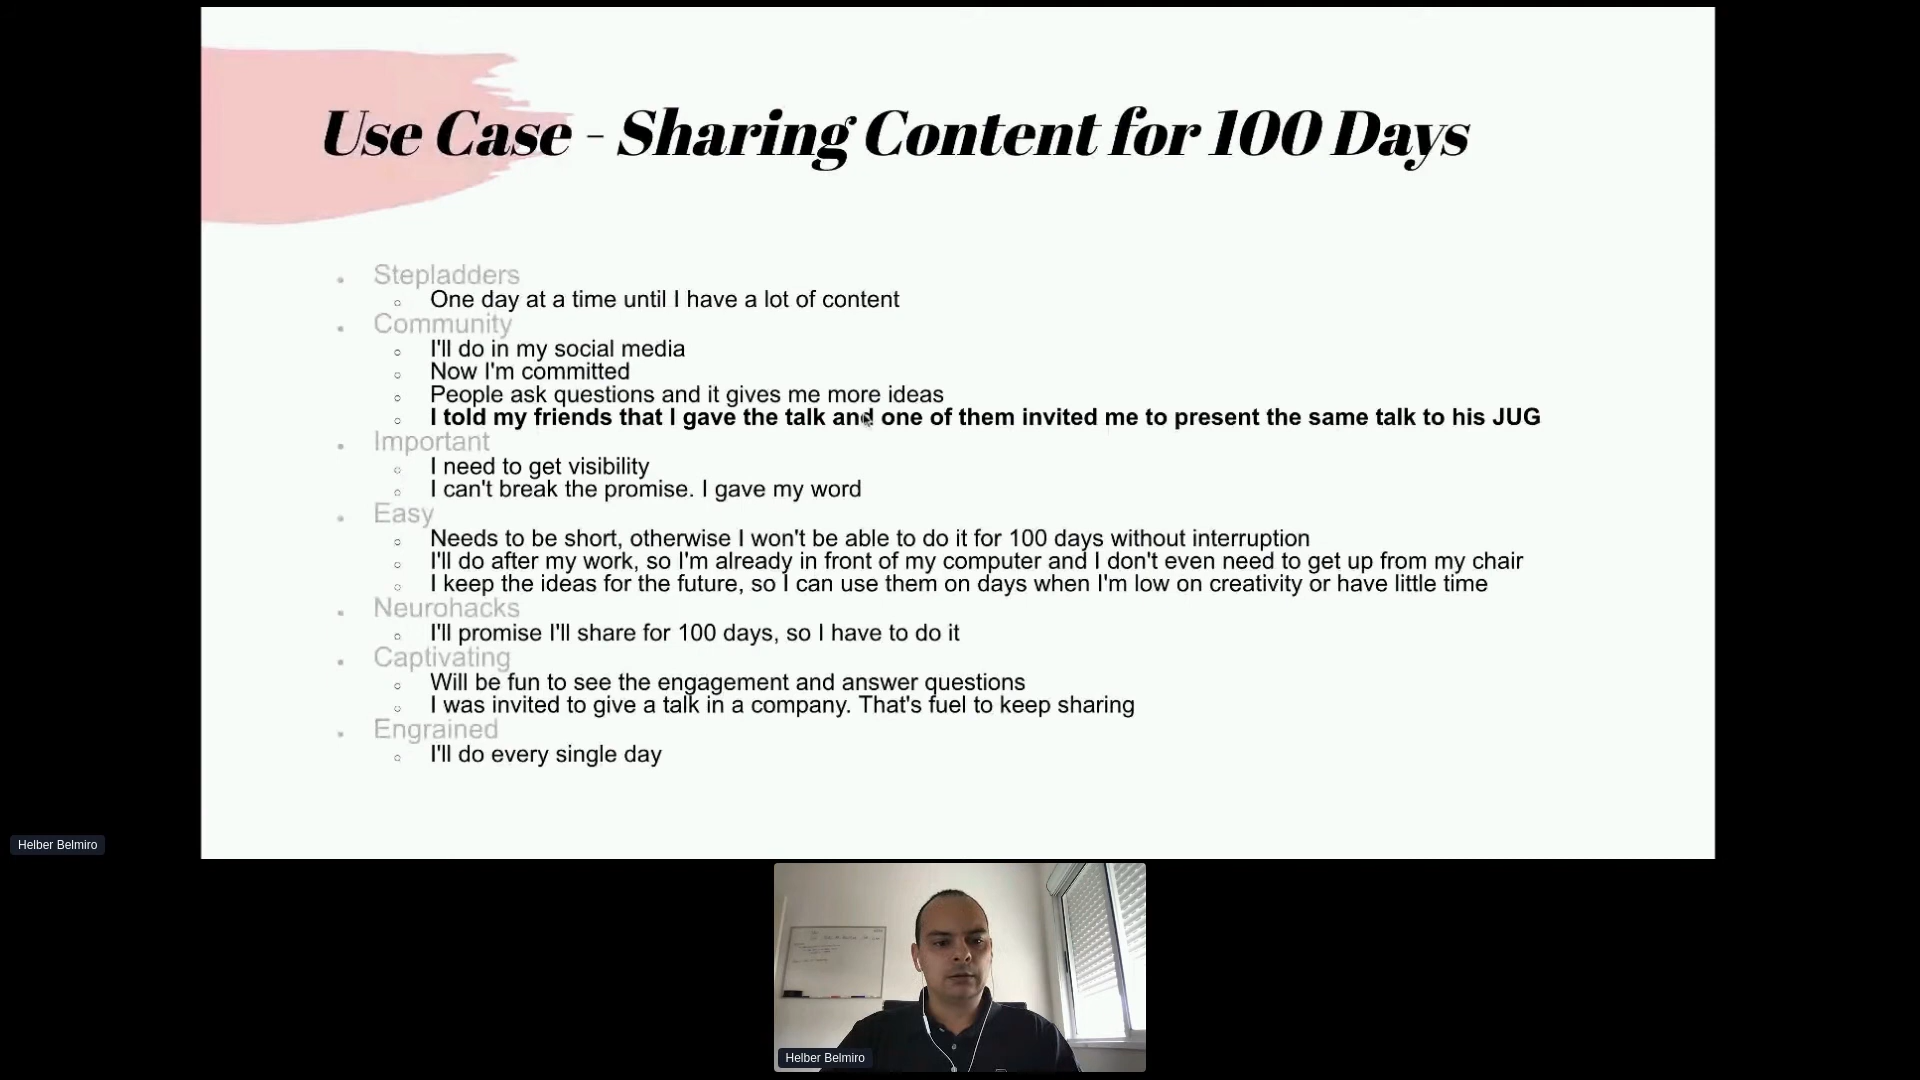 Use Case - Sharing Content for 100 Days
Stepladders
One day at a time until I have a lot of content
Community
I'll do in my social media
Now I'm committed
People ask questions and it gives me more ideas
I told my friends that I gave the talk and one of them invited me to present the same talk to his JUG
Important
I need to get visibility
I can't break the promise. I gave my word
Easy
Needs to be short, otherwise I won't be able to do it for 100 days without interruption
I'll do after my work, so I'm already in front of my computer and I don't even need to get up from my chair
I keep the ideas for the future, so I can use them on days when I'm low on creativity or have little time
Neurohacks
I'll promise I'll share for 100 days, so I have to do it
Captivating
Will be fun to see the engagement and answer questions
I was invited to give a talk in a company. That's fuel to keep sharing
Engrained
I'll do every single day
Helber Belmiro
Helber Belmiro